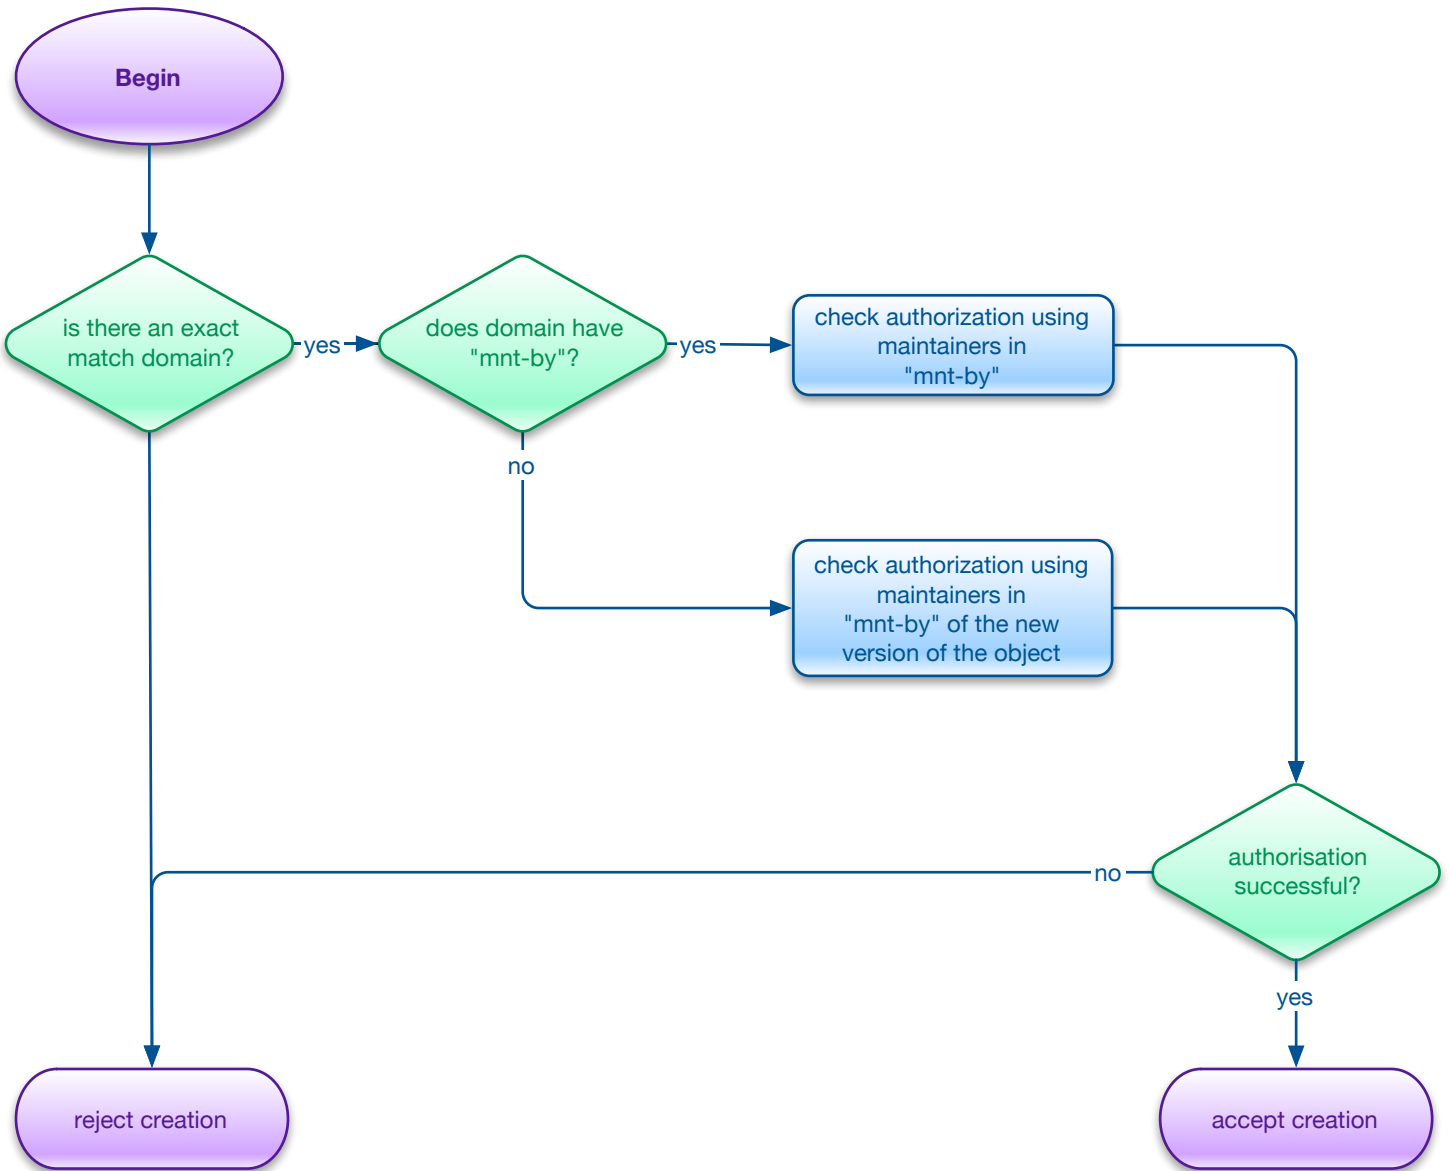 Begin
is there an exact
match domain?
yes
does domain have
"mnt-by"?
yes
check authorization using
maintainers in
"mnt-by"
no
check authorization using
maintainers in
"mnt-by" of the new
version of the object
authorisation
successful?
no
yes
reject creation
accept creation